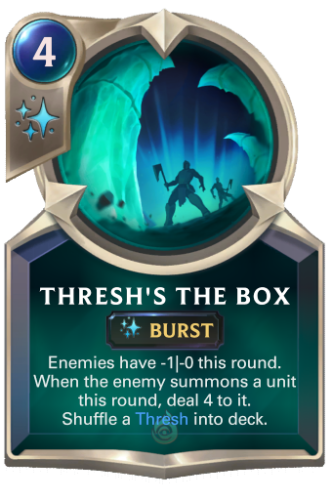 4
THRESH'S THE BOX
BURST
Enemies have -1|-0 this round.
When the enemy summons a unit
this round, deal 4 to it.
Shuffle a Thresh into deck.